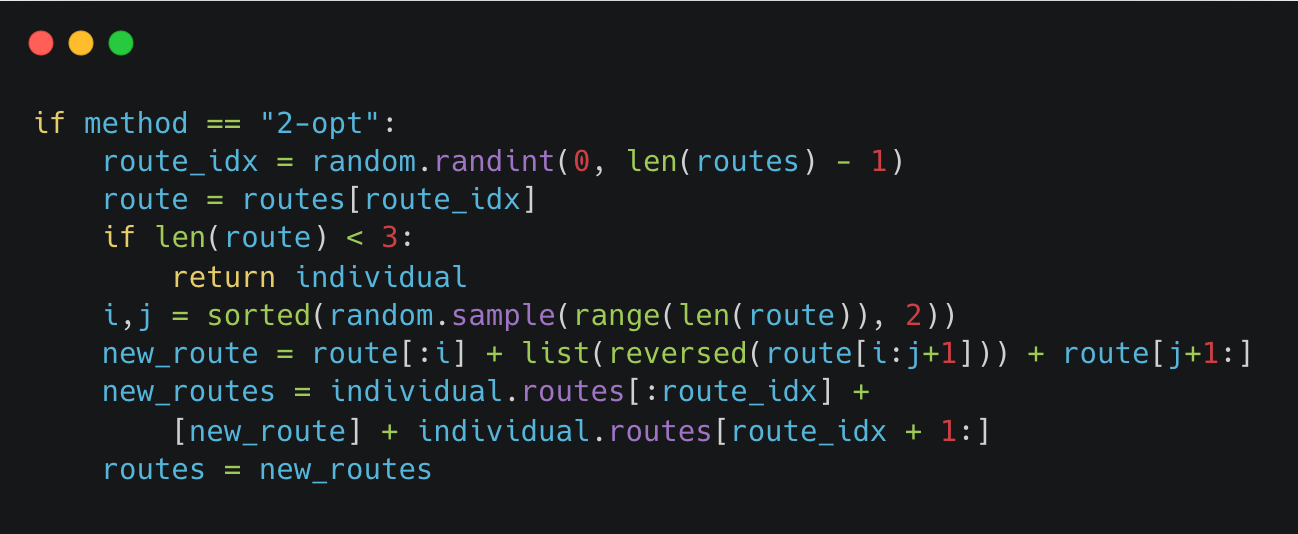 if method == "2-opt":
    route_idx = random.randint(0, len(routes) - 1)
    route = routes[route_idx]
    if len(route) < 3:
        return individual
    i,j = sorted(random.sample(range(len(route)), 2))
    new_route = route[:i] + list(reversed(route[i:j+1])) + route[j+1:]
    new_routes = individual.routes[:route_idx] +
        [new_route] + individual.routes[route_idx + 1:]
    routes = new_routes